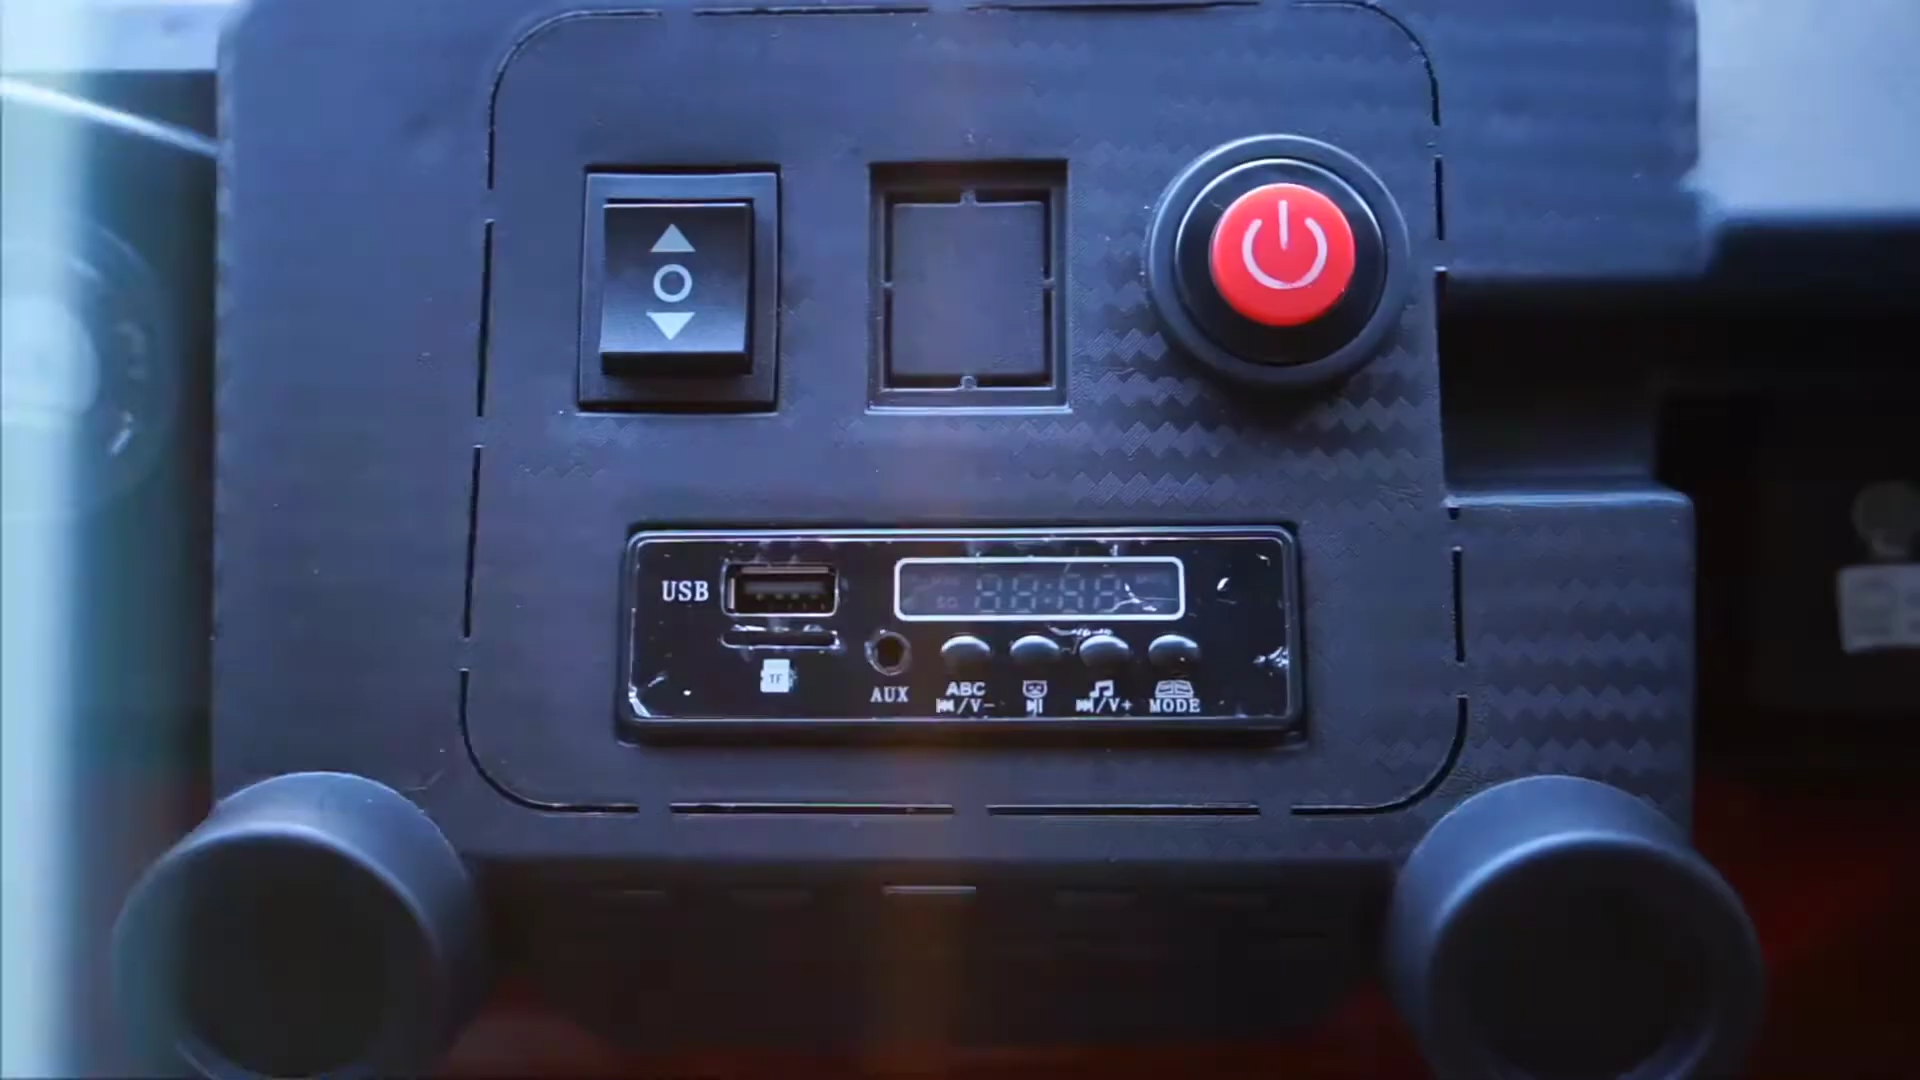 USB
TF
AUX
ABC
/V-
/V+
MODE